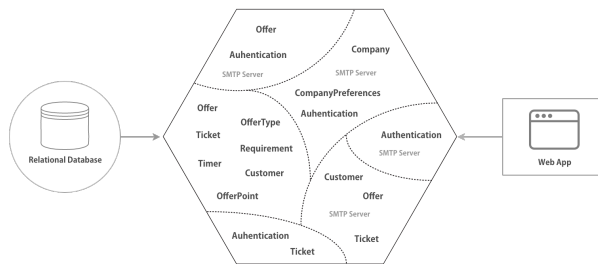 Offer
Auhentication
SMTP Server
Company
SMTP Server
CompanyPreferences
Auhentication
Offer
OfferType
Ticket
Requirement
Timer
Customer
OfferPoint
Authentication
SMTP Server
Customer
Offer
SMTP Server
Ticket
Auhentication
Ticket
Relational Database
Web App